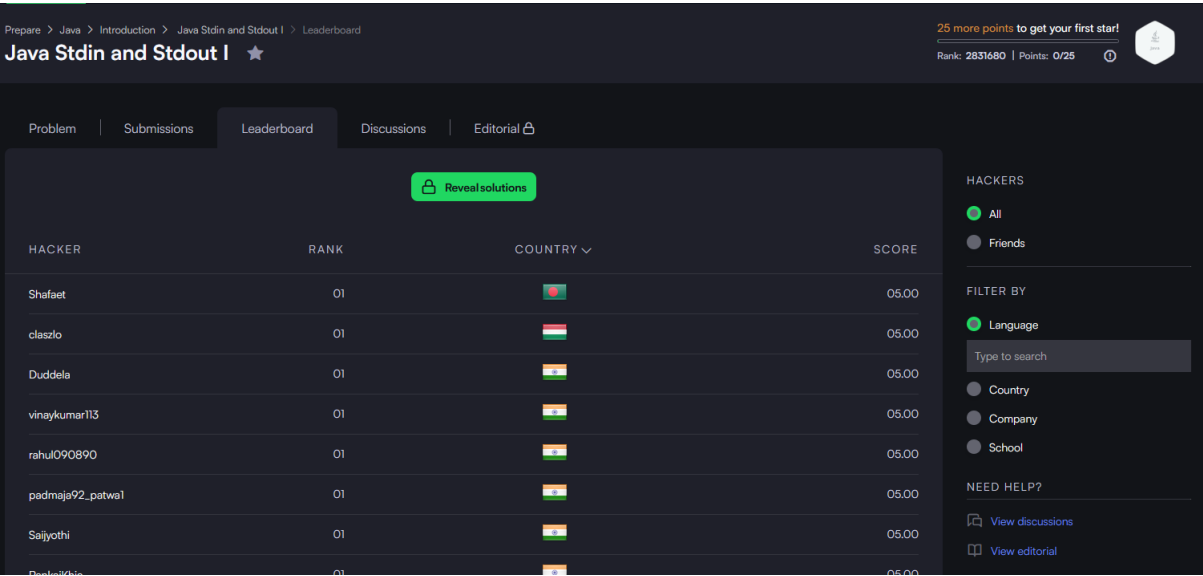 Prepare > Java > Introduction > Java Stdin and Stdout I > Leaderboard
Java Stdin and Stdout I
25 more points to get your first star!
Rank: 2831680 | Points: 0/25
Problem Submissions Leaderboard Discussions Editorial
Reveal solutions
HACKER RANK COUNTRY SCORE
Shafaet 01 05.00
claszlo 01 05.00
Duddela 01 05.00
vinaykumar113 01 05.00
rahul090890 01 05.00
padmaja92_patwa1 01 05.00
Saijyothi 01 05.00
01 05.00
HACKERS
All
Friends
FILTER BY
Language
Type to search
Country
Company
School
NEED HELP?
View discussions
View editorial